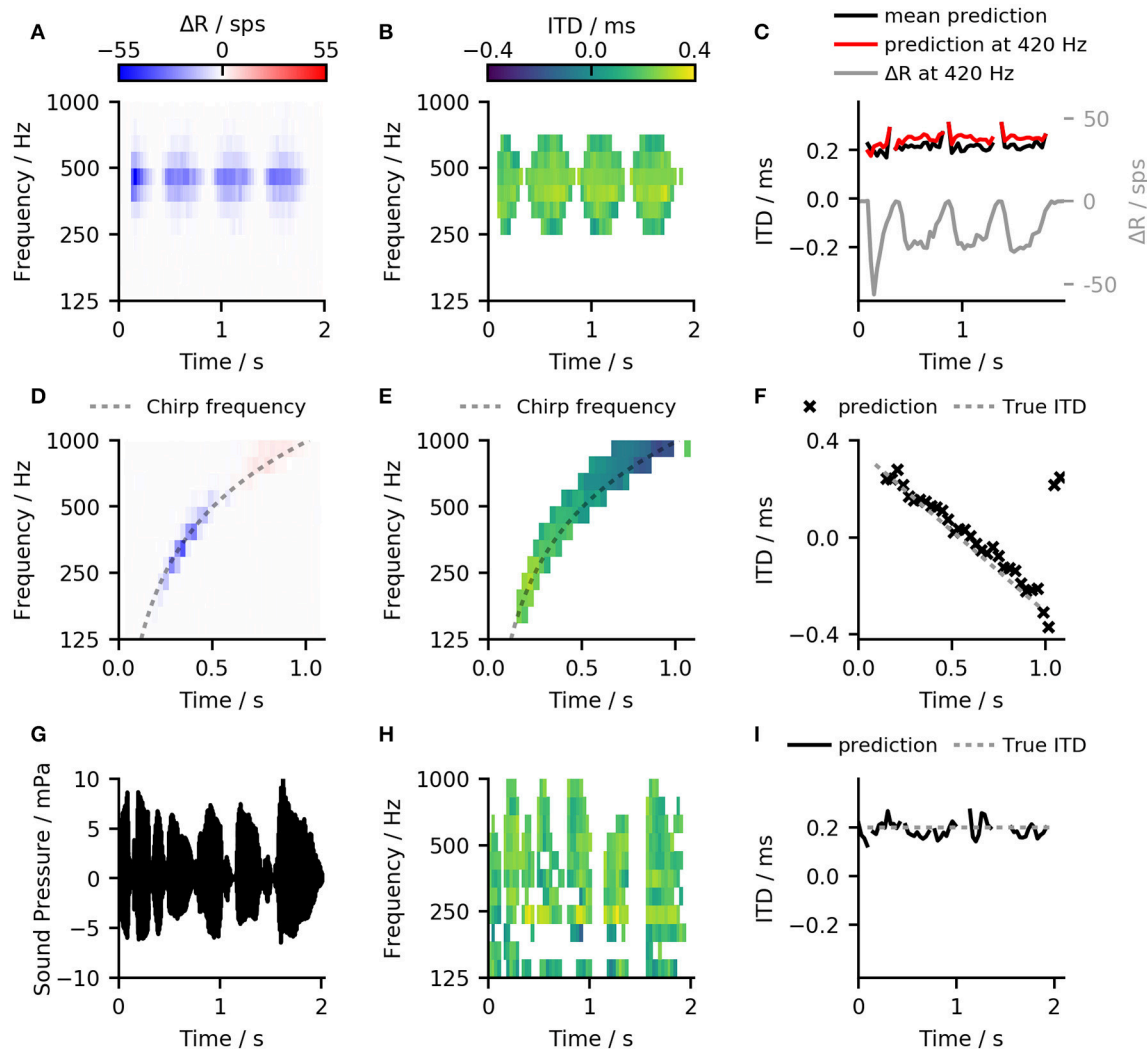 A
ΔR / sps
−55 0 55
1000
500
250
125
Frequency / Hz
0 1 2
Time / s
B
ITD / ms
−0.4 0.0 0.4
1000
500
250
125
Frequency / Hz
0 1 2
Time / s
C
mean prediction
prediction at 420 Hz
ΔR at 420 Hz
0.2
0.0
−0.2
ITD / ms
50
0
-50
ΔR / sps
0 1
Time / s
D
Chirp frequency
1000
500
250
125
Frequency / Hz
0.0 0.5 1.0
Time / s
E
Chirp frequency
1000
500
250
125
Frequency / Hz
0.0 0.5 1.0
Time / s
F
prediction True ITD
0.4
0.0
−0.4
ITD / ms
0.0 0.5 1.0
Time / s
G
10
5
0
−5
−10
Sound Pressure / mPa
0 1 2
Time / s
H
1000
500
250
125
Frequency / Hz
0 1 2
Time / s
I
prediction True ITD
0.2
0.0
−0.2
ITD / ms
0 1 2
Time / s